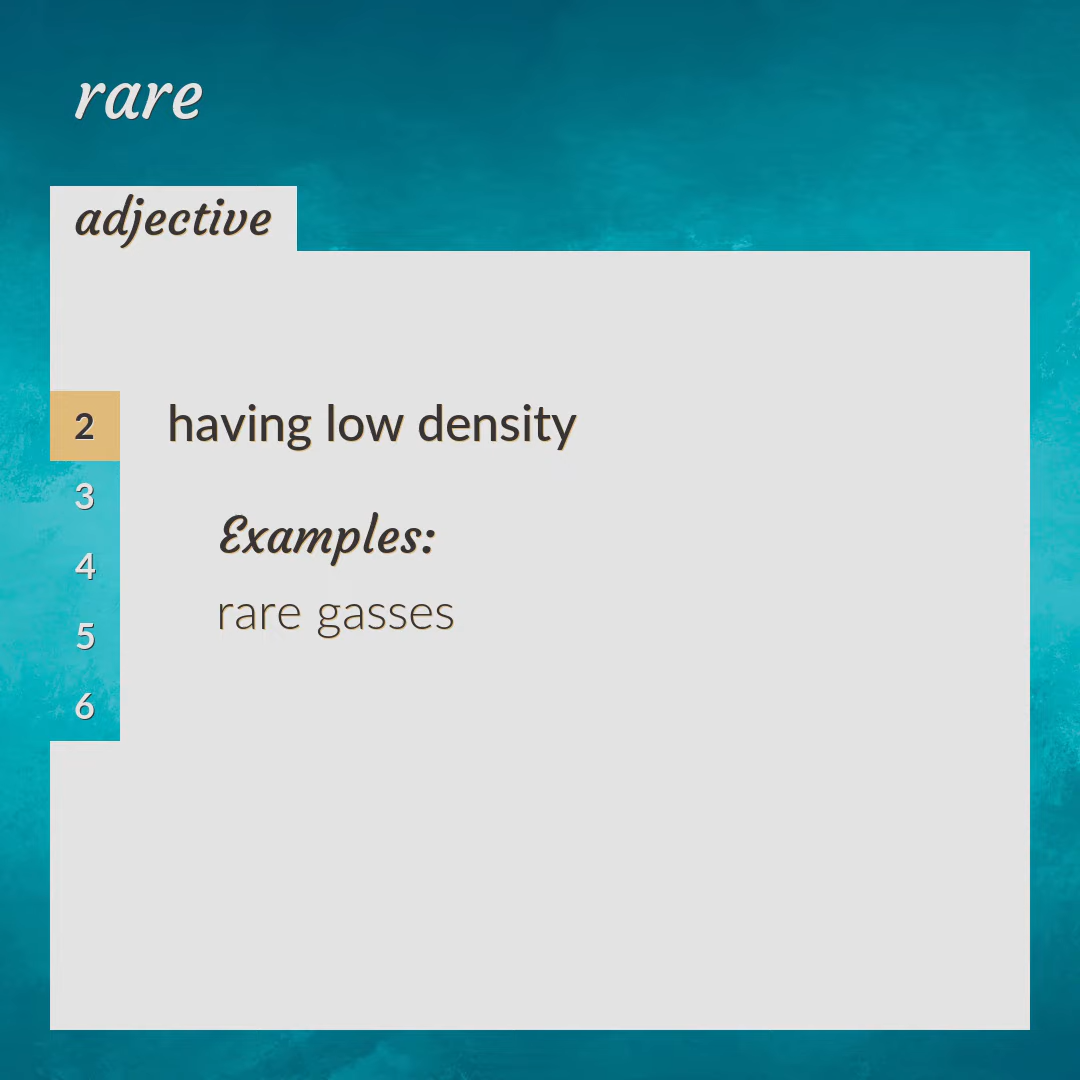 rare
adjective
2 having low density
3
Examples:
4
rare gasses
5
6